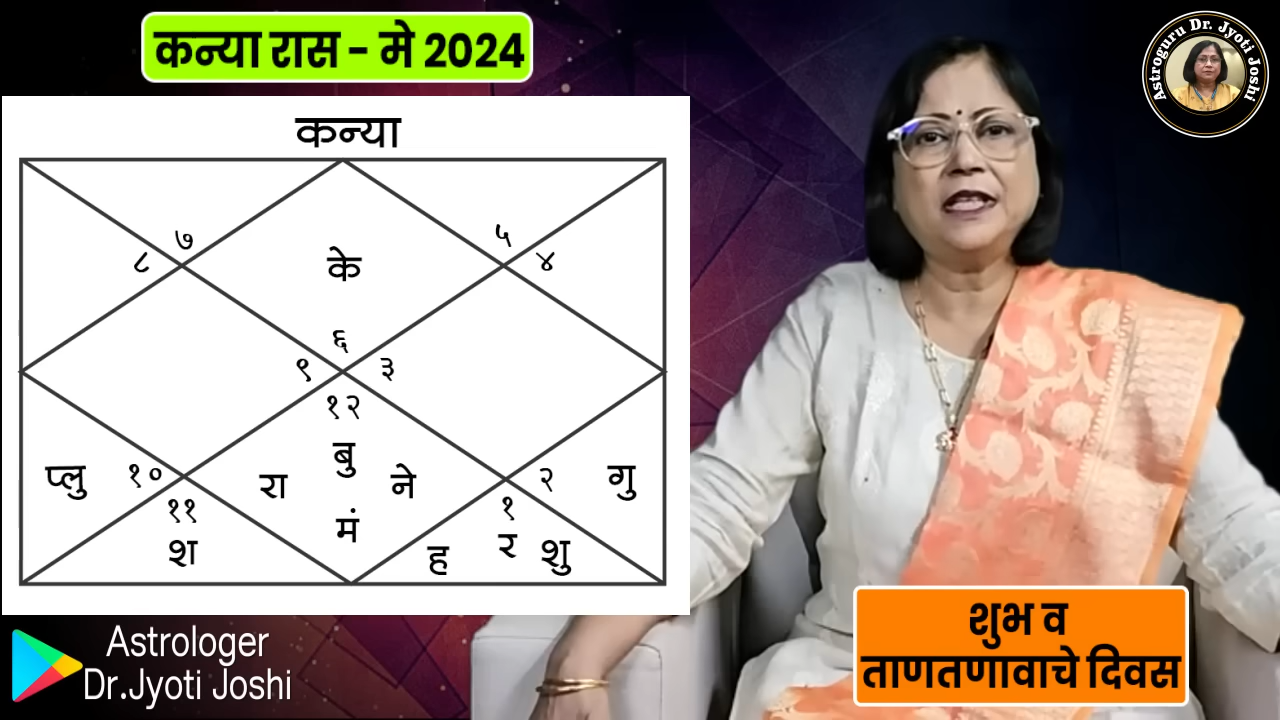 कन्या रास - मे 2024
Astroguru Dr. Jyoti Joshi
कन्या
७
५
८
के
४
६
९
३
१२
बु
प्लु
१०
रा
ने
२
गु
११
१
मं
श
ह
र
शु
Astrologer
Dr.Jyoti Joshi
शुभ व
ताणतणावाचे दिवस